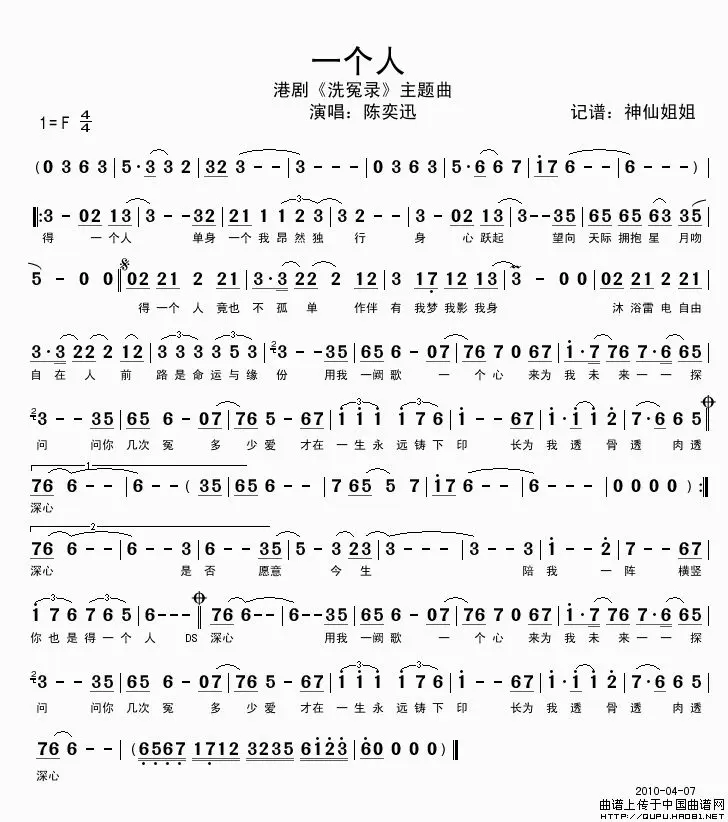 一个人
港剧《洗冤录》主题曲
演唱：陈奕迅
1=F 4/4
记谱：神仙姐姐
(0 3 6 3 | 5·3 3 2 | 32 3 - - | 3 - - - | 0 3 6 3 | 5·6 6 7 | i 17 6 - - | 6 - - -)
‖: 3 - 02 13 | 3 - - 32 | 21 1 1 2 3 | 3 2 - - | 3 - 02 13 | 3 - - 35 | 65 65 63 35
得 一 个人 单身 一个 我 昂 然 独 行 身 心 跃起 望向 天际 拥抱 星 月吻
5 - 0 0 ‖ 02 21 2 21 | 3·3 22 2 12 | 3 17 12 13 | 3 - 0 0 | 02 21 2 21
得 一个 人 竟也 不 孤 单 作伴 有 我梦 我影 我身 沐 浴雷 电 自由
3·3 22 2 12 | 3 3 3 3 5 3 | 3 - - 35 | 65 6 - 07 | 76 7 0 67 | i·7 76 7·6 65
自 在 人 前 路 是 命 运 与 缘 份 用我 一阙 歌 一 个 心 来为 我 未 来 一 一 探
3 - - 35 | 65 6 - 07 | 76 5 - 67 | i i i i 7 6 | i - - 67 | i·i i 2 | 7·6 6 5
问 问你 几次 冤 多 少 爱 才在 一 生 永 远 铸 下 印 长为 我 透 骨 透 肉 透
1
76 6 - - | 6 - - (35 | 65 6 - - | 7 65 5 7 | i 17 6 - - | 6 - - - | 0 0 0 0) :‖
深心
2
76 6 - - | 6 - - 3 | 6 - - 35 | 5 - 3 23 | 3 - - - | 3 - - 3 | i - - 2 | 7 - - 67
深心 是 否 愿意 今 生 陪 我 一 阵 横竖
i 7 6 7 6 5 | 6 - - - ‖ 76 6 - - | 6 - - 35 | 65 6 - 07 | 76 7 0 67 | i·7 76 7·6 65
你 也 是 得 一 个 人 DS 深心 用我 一阙 歌 一 个 心 来为 我 未 来 一 一 探
3 - - 35 | 65 6 - 07 | 76 5 - 67 | i i i i 7 6 | i - - 67 | i·i i 2 | 7·6 6 5
问 问你 几次 冤 多 少 爱 才在 一 生 永 远 铸 下 印 长为 我 透 骨 透 肉 透
76 6 - - | (6567 1712 3235 6123 | 60 0 0 0) ‖
深心
2010-04-07
曲谱上传于中国曲谱网
HTTP://QUPU.HAO81.NET